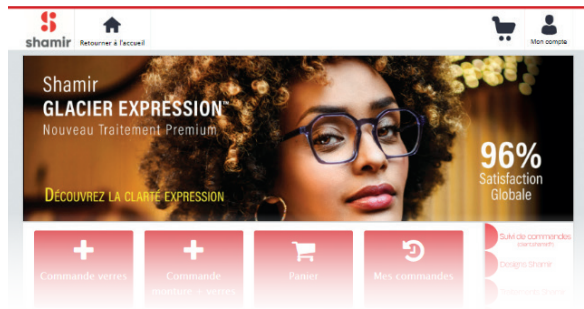 shamir
Retourner à l'accueil
Mon compte
Shamir
GLACIER EXPRESSION™
Nouveau Traitement Premium
DÉCOUVREZ LA CLARTÉ EXPRESSION
96%
Satisfaction
Globale
Commande verres
Commande
monture + verres
Panier
Mes commandes
Suivi de commandes
Designs Shamir